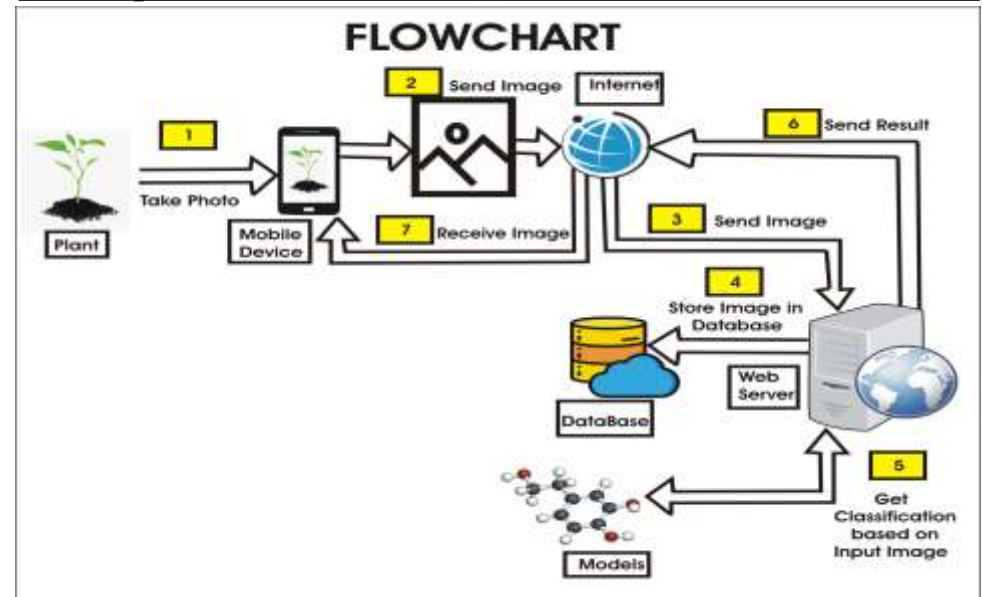 FLOWCHART
2
Send Image
Internet
1
6
Send Result
Take Photo
Plant
Mobile
Device
7
Receive Image
3
Send Image
4
Store Image in
Database
Web
Server
DataBase
5
Get
Classification
based on
Input Image
Models